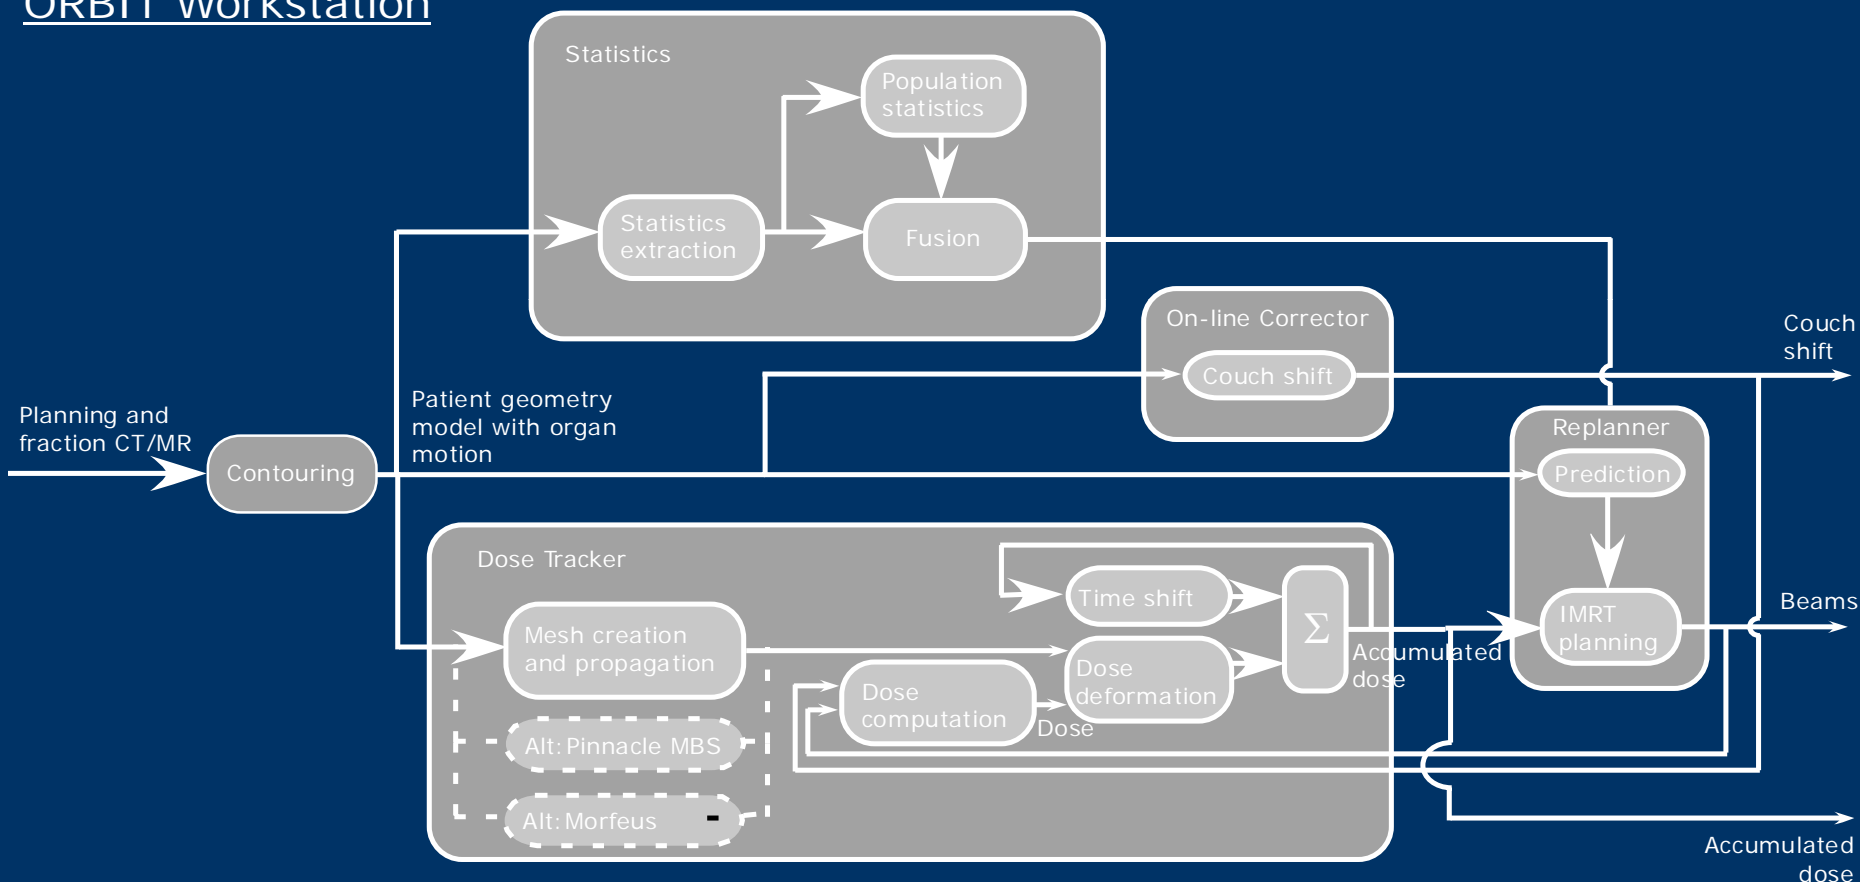 ORBIT Workstation
Statistics
Population
statistics
Statistics
extraction
Fusion
On-line Corrector
Couch shift
Couch
shift
Planning and
fraction CT/MR
Contouring
Patient geometry
model with organ
motion
Replanner
Prediction
IMRT
planning
Beams
Dose Tracker
Mesh creation
and propagation
Time shift
Σ
Dose
deformation
Dose
computation
Dose
Accumulated
dose
Alt: Pinnacle MBS
Alt: Morfeus -
Accumulated
dose